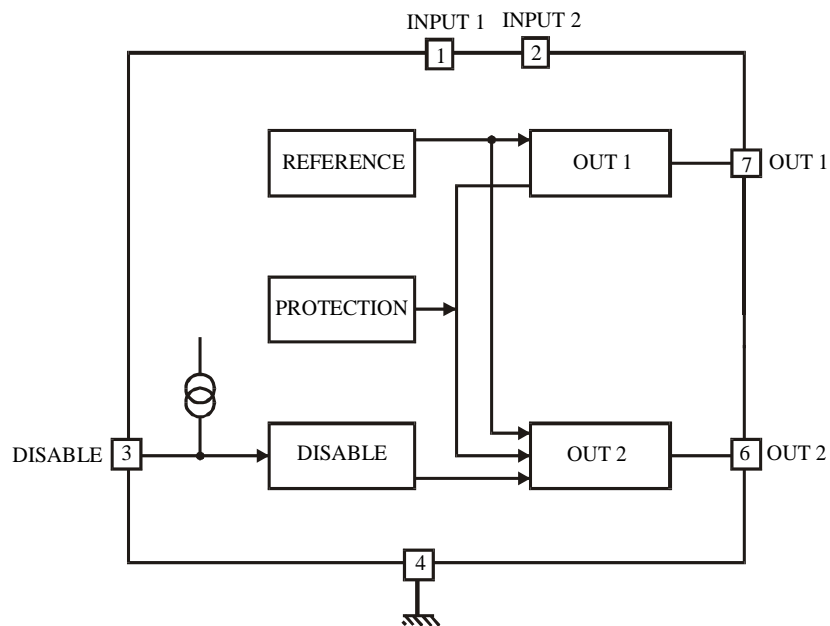 INPUT 1
INPUT 2
1
2
REFERENCE
OUT 1
7
OUT 1
PROTECTION
DISABLE
3
DISABLE
OUT 2
6
OUT 2
4